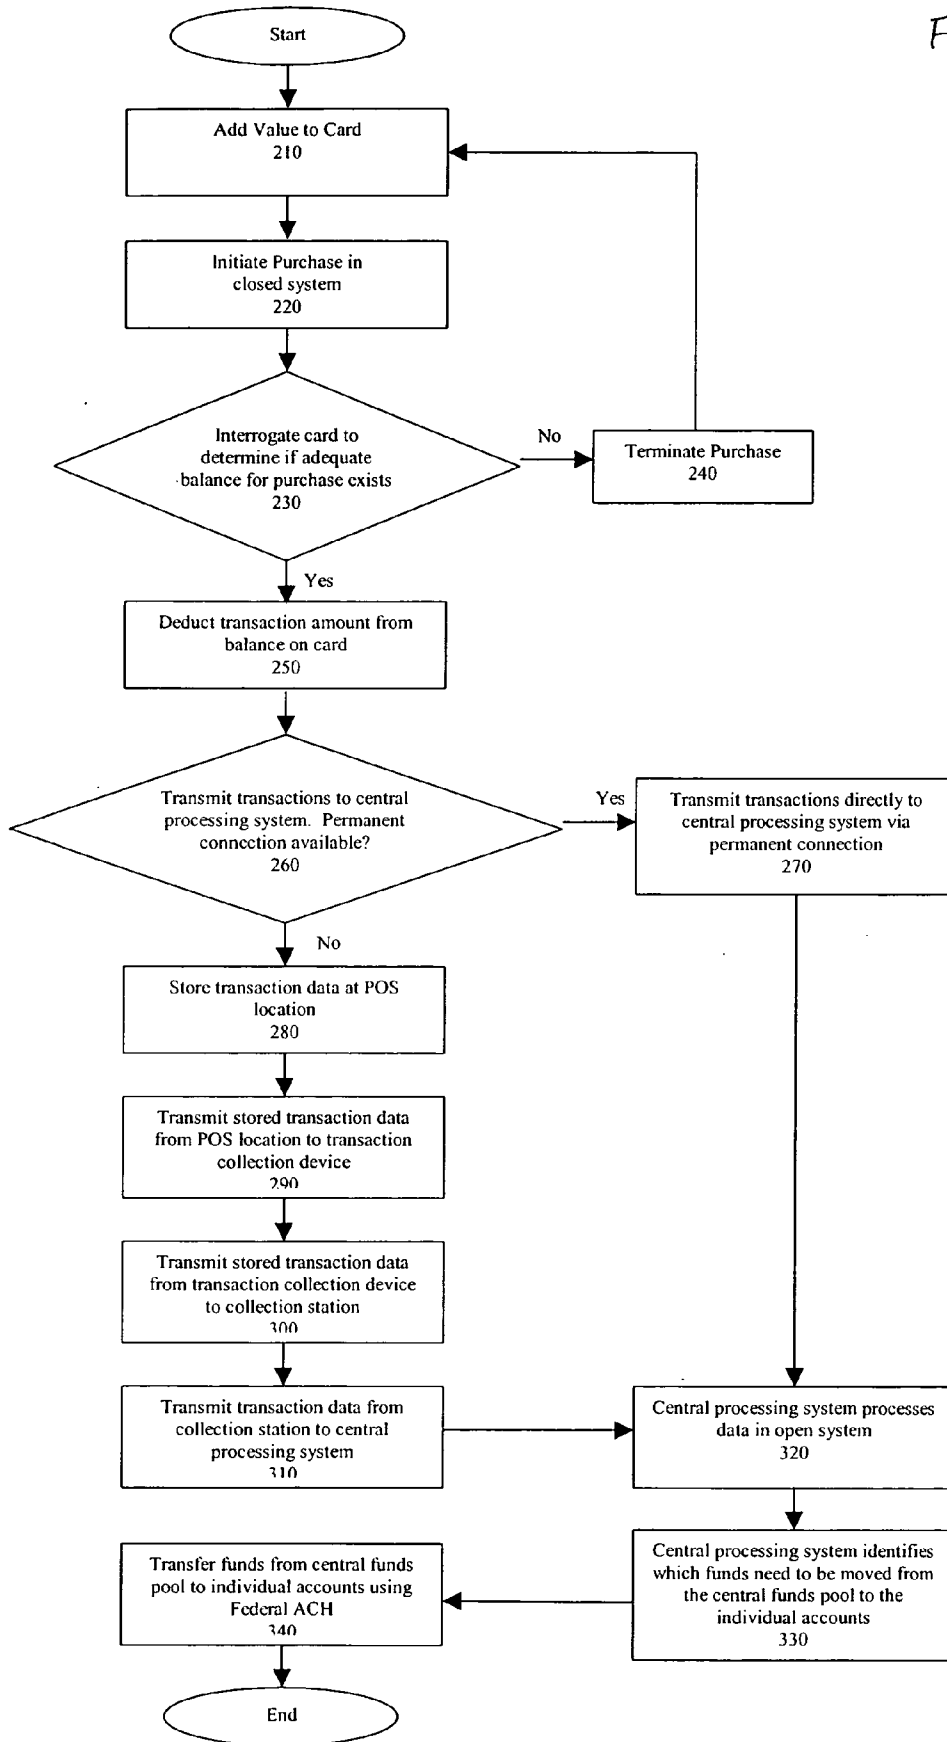 Start
Add Value to Card
210
Initiate Purchase in
closed system
220
Interrogate card to
determine if adequate
balance for purchase exists
230
No
Terminate Purchase
240
Yes
Deduct transaction amount from
balance on card
250
Transmit transactions to central
processing system. Permanent
connection available?
260
Yes
Transmit transactions directly to
central processing system via
permanent connection
270
No
Store transaction data at POS
location
280
Transmit stored transaction data
from POS location to transaction
collection device
290
Transmit stored transaction data
from transaction collection device
to collection station
300
Transmit transaction data from
collection station to central
processing system
310
Central processing system processes
data in open system
320
Central processing system identifies
which funds need to be moved from
the central funds pool to the
individual accounts
330
Transfer funds from central funds
pool to individual accounts using
Federal ACH
340
End